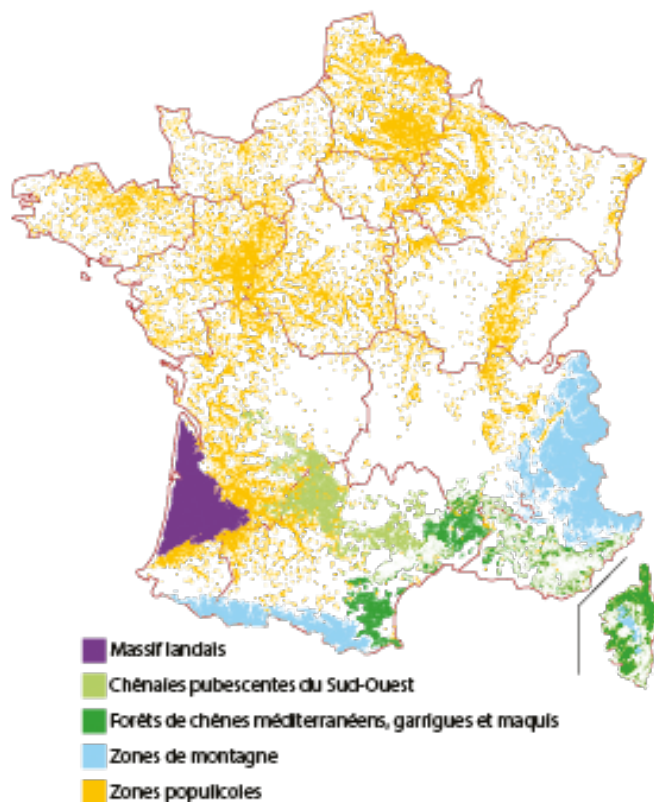 Massif landais
Chênaies pubescentes du Sud-Ouest
Forêts de chênes méditerranéens, garrigues et maquis
Zones de montagne
Zones populicoles